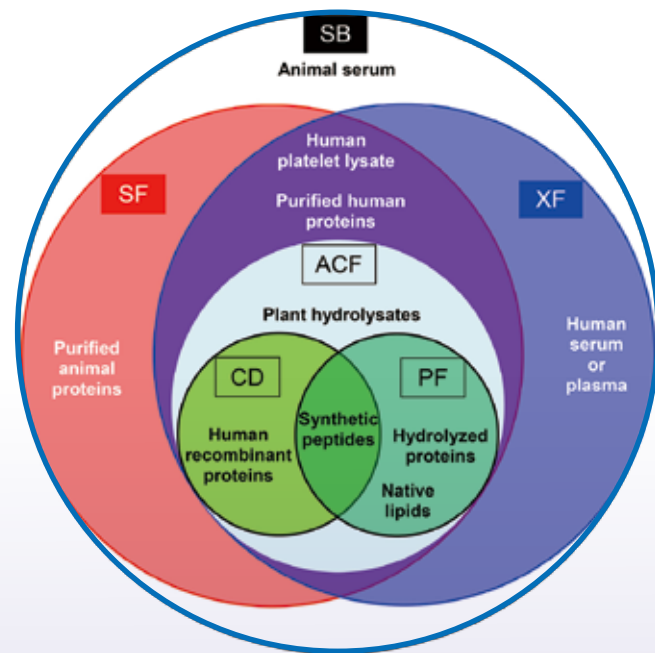 SB
Animal serum
Human
platelet lysate
SF
Purified human
proteins
XF
ACF
Plant hydrolysates
Purified
animal
proteins
Human
serum
or
plasma
CD
PF
Synthetic
peptides
Human
recombinant
proteins
Hydrolyzed
proteins
Native
lipids